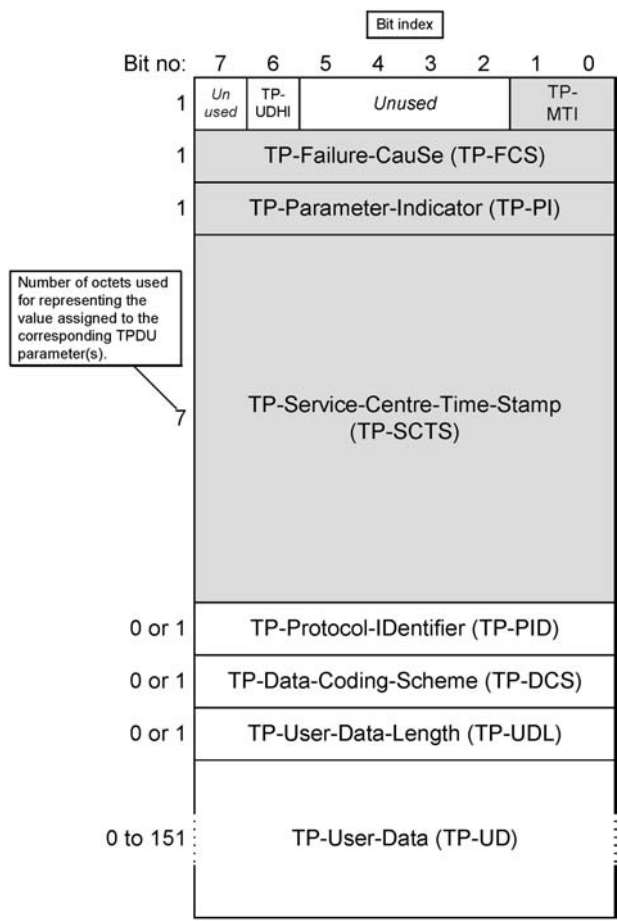 Bit index
Bit no: 7 6 5 4 3 2 1 0
1 Un used TP-UDHI Unused TP-MTI
1 TP-Failure-CauSe (TP-FCS)
1 TP-Parameter-Indicator (TP-PI)
Number of octets used
for representing the
value assigned to the
corresponding TPDU
parameter(s).
7 TP-Service-Centre-Time-Stamp
(TP-SCTS)
0 or 1 TP-Protocol-IDentifier (TP-PID)
0 or 1 TP-Data-Coding-Scheme (TP-DCS)
0 or 1 TP-User-Data-Length (TP-UDL)
0 to 151 TP-User-Data (TP-UD)